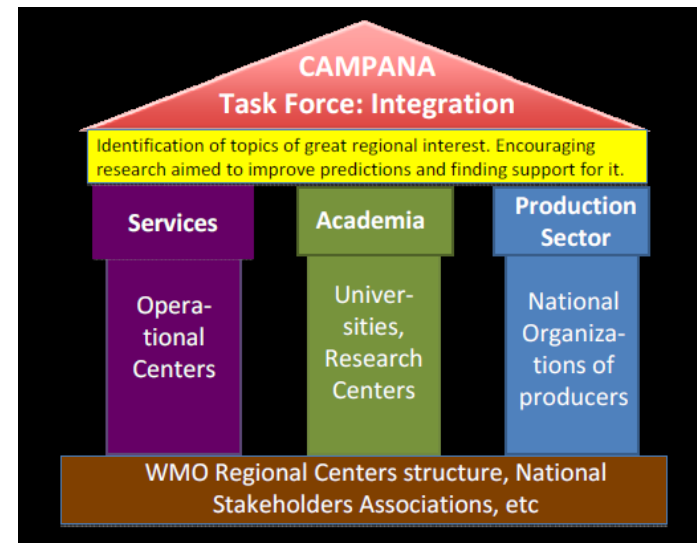 CAMPANA
Task Force: Integration
Identification of topics of great regional interest. Encouraging
research aimed to improve predictions and finding support for it.
Services
Academia
Production
Sector
Opera-
tional
Centers
Univer-
sities,
Research
Centers
National
Organiza-
tions of
producers
WMO Regional Centers structure, National
Stakeholders Associations, etc